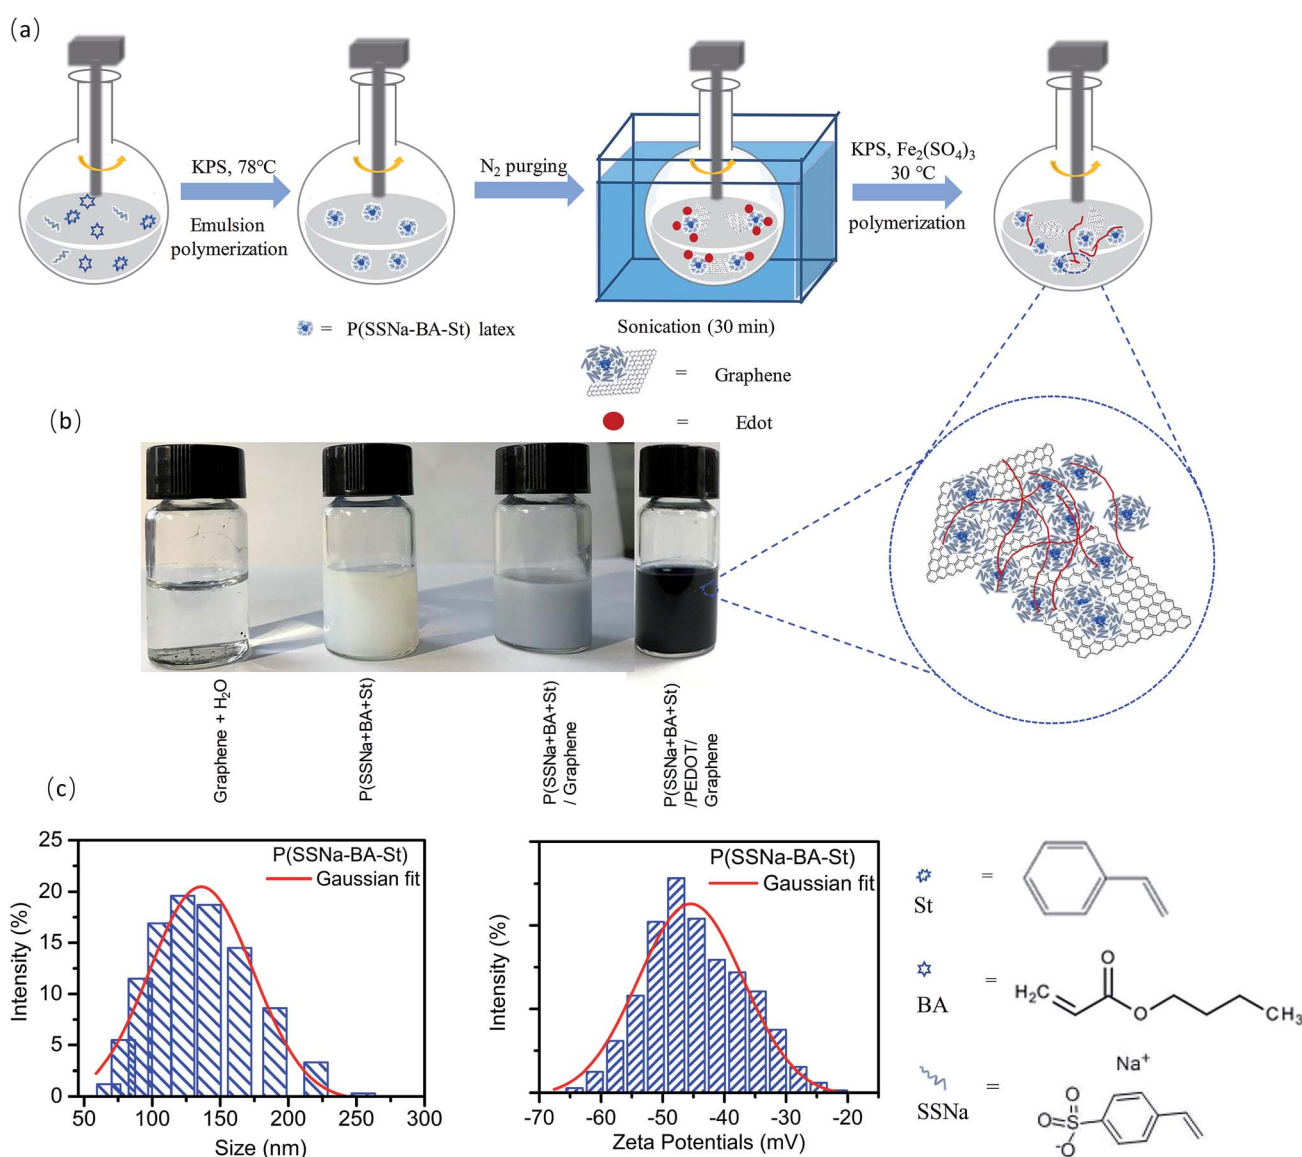 (a)
KPS, 78℃
Emulsion
polymerization
N₂ purging
KPS, Fe₂(SO₄)₃
30 ℃
polymerization
= P(SSNa-BA-St) latex
Sonication (30 min)
= Graphene
= Edot
(b)
Graphene + H₂O
P(SSNa+BA+St)
P(SSNa+BA+St)
/ Graphene
P(SSNa+BA+St)
/PEDOT/
Graphene
(c)
Intensity (%)
25
20
15
10
5
0
50
100
150
200
250
300
Size (nm)
P(SSNa-BA-St)
Gaussian fit
Intensity (%)
-70
-60
-50
-40
-30
-20
Zeta Potentials (mV)
P(SSNa-BA-St)
Gaussian fit
=
St
=
BA
H₂C
O
O
CH₃
=
SSNa
Na⁺
O
S
O
-O